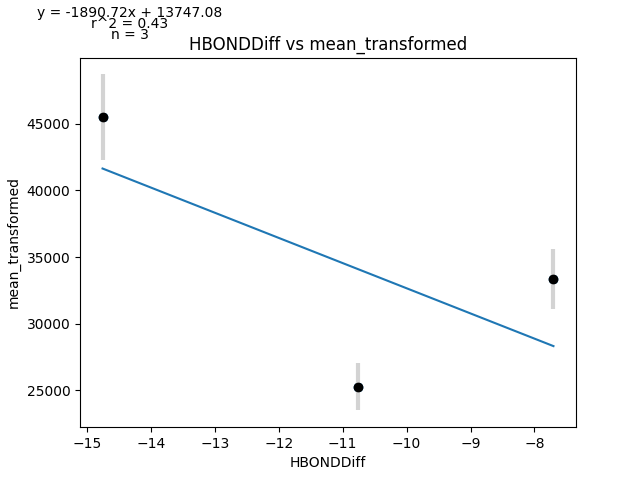 y = -1890.72x + 13747.08
r^2 = 0.43
n = 3
HBONDDiff vs mean_transformed
45000
40000
35000
30000
25000
mean_transformed
−15 −14 −13 −12 −11 −10 −9 −8
HBONDDiff